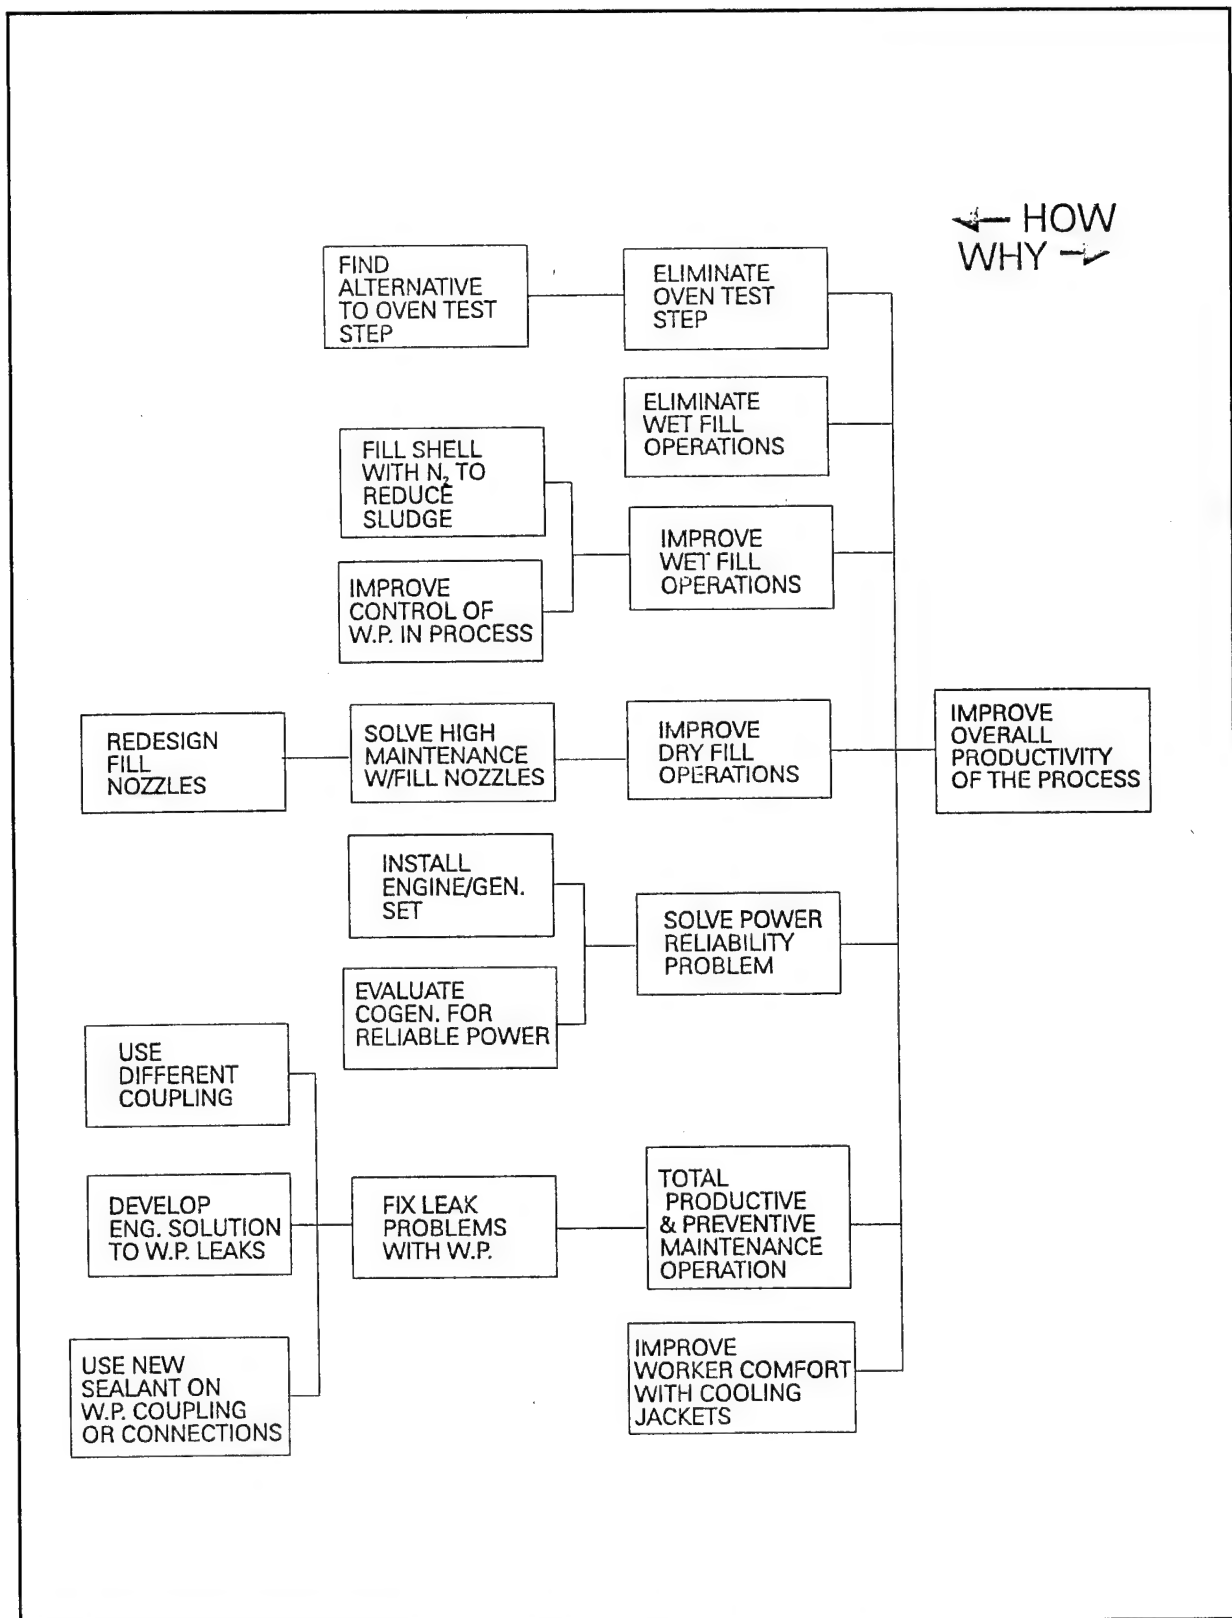 ← HOW
WHY →
FIND
ALTERNATIVE
TO OVEN TEST
STEP
ELIMINATE
OVEN TEST
STEP
ELIMINATE
WET FILL
OPERATIONS
FILL SHELL
WITH N₂ TO
REDUCE
SLUDGE
IMPROVE
CONTROL OF
W.P. IN PROCESS
IMPROVE
WET FILL
OPERATIONS
REDESIGN
FILL
NOZZLES
SOLVE HIGH
MAINTENANCE
W/FILL NOZZLES
IMPROVE
DRY FILL
OPERATIONS
IMPROVE
OVERALL
PRODUCTIVITY
OF THE PROCESS
INSTALL
ENGINE/GEN.
SET
EVALUATE
COGEN. FOR
RELIABLE POWER
SOLVE POWER
RELIABILITY
PROBLEM
USE
DIFFERENT
COUPLING
DEVELOP
ENG. SOLUTION
TO W.P. LEAKS
USE NEW
SEALANT ON
W.P. COUPLING
OR CONNECTIONS
FIX LEAK
PROBLEMS
WITH W.P.
TOTAL
PRODUCTIVE
& PREVENTIVE
MAINTENANCE
OPERATION
IMPROVE
WORKER COMFORT
WITH COOLING
JACKETS